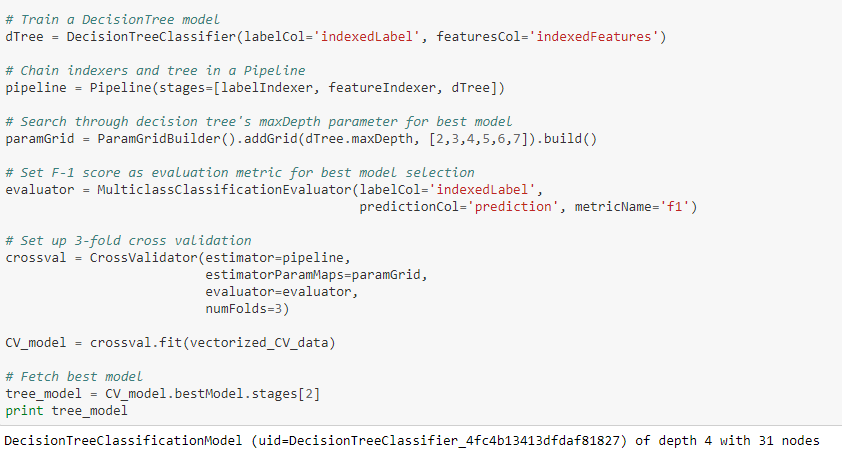 # Train a DecisionTree model
dTree = DecisionTreeClassifier(labelCol='indexedLabel', featuresCol='indexedFeatures')
# Chain indexers and tree in a Pipeline
pipeline = Pipeline(stages=[labelIndexer, featureIndexer, dTree])
# Search through decision tree's maxDepth parameter for best model
paramGrid = ParamGridBuilder().addGrid(dTree.maxDepth, [2,3,4,5,6,7]).build()
# Set F-1 score as evaluation metric for best model selection
evaluator = MulticlassClassificationEvaluator(labelCol='indexedLabel',
predictionCol='prediction', metricName='f1')
# Set up 3-fold cross validation
crossval = CrossValidator(estimator=pipeline,
estimatorParamMaps=paramGrid,
evaluator=evaluator,
numFolds=3)
CV_model = crossval.fit(vectorized_CV_data)
# Fetch best model
tree_model = CV_model.bestModel.stages[2]
print tree_model
DecisionTreeClassificationModel (uid=DecisionTreeClassifier_4fc4b13413dfdaf81827) of depth 4 with 31 nodes